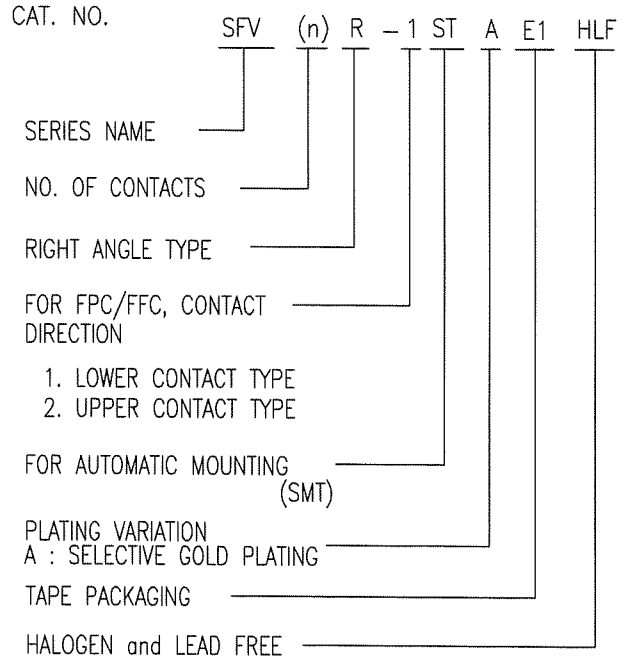 CAT. NO. SFV (n) R - 1 ST A E1 HLF
SERIES NAME
NO. OF CONTACTS
RIGHT ANGLE TYPE
FOR FPC/FFC, CONTACT
DIRECTION
1. LOWER CONTACT TYPE
2. UPPER CONTACT TYPE
FOR AUTOMATIC MOUNTING
(SMT)
PLATING VARIATION
A : SELECTIVE GOLD PLATING
TAPE PACKAGING
HALOGEN and LEAD FREE